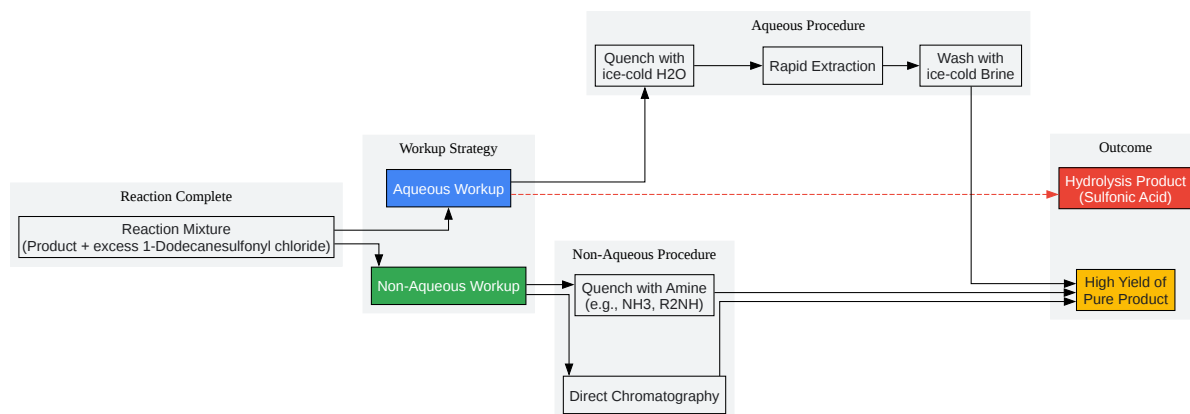 Aqueous Procedure
Quench with
ice-cold H2O
Rapid Extraction
Wash with
ice-cold Brine
Workup Strategy
Aqueous Workup
Non-Aqueous Workup
Outcome
Hydrolysis Product
(Sulfonic Acid)
High Yield of
Pure Product
Reaction Complete
Reaction Mixture
(Product + excess 1-Dodecanesulfonyl chloride)
Non-Aqueous Procedure
Quench with Amine
(e.g., NH3, R2NH)
Direct Chromatography